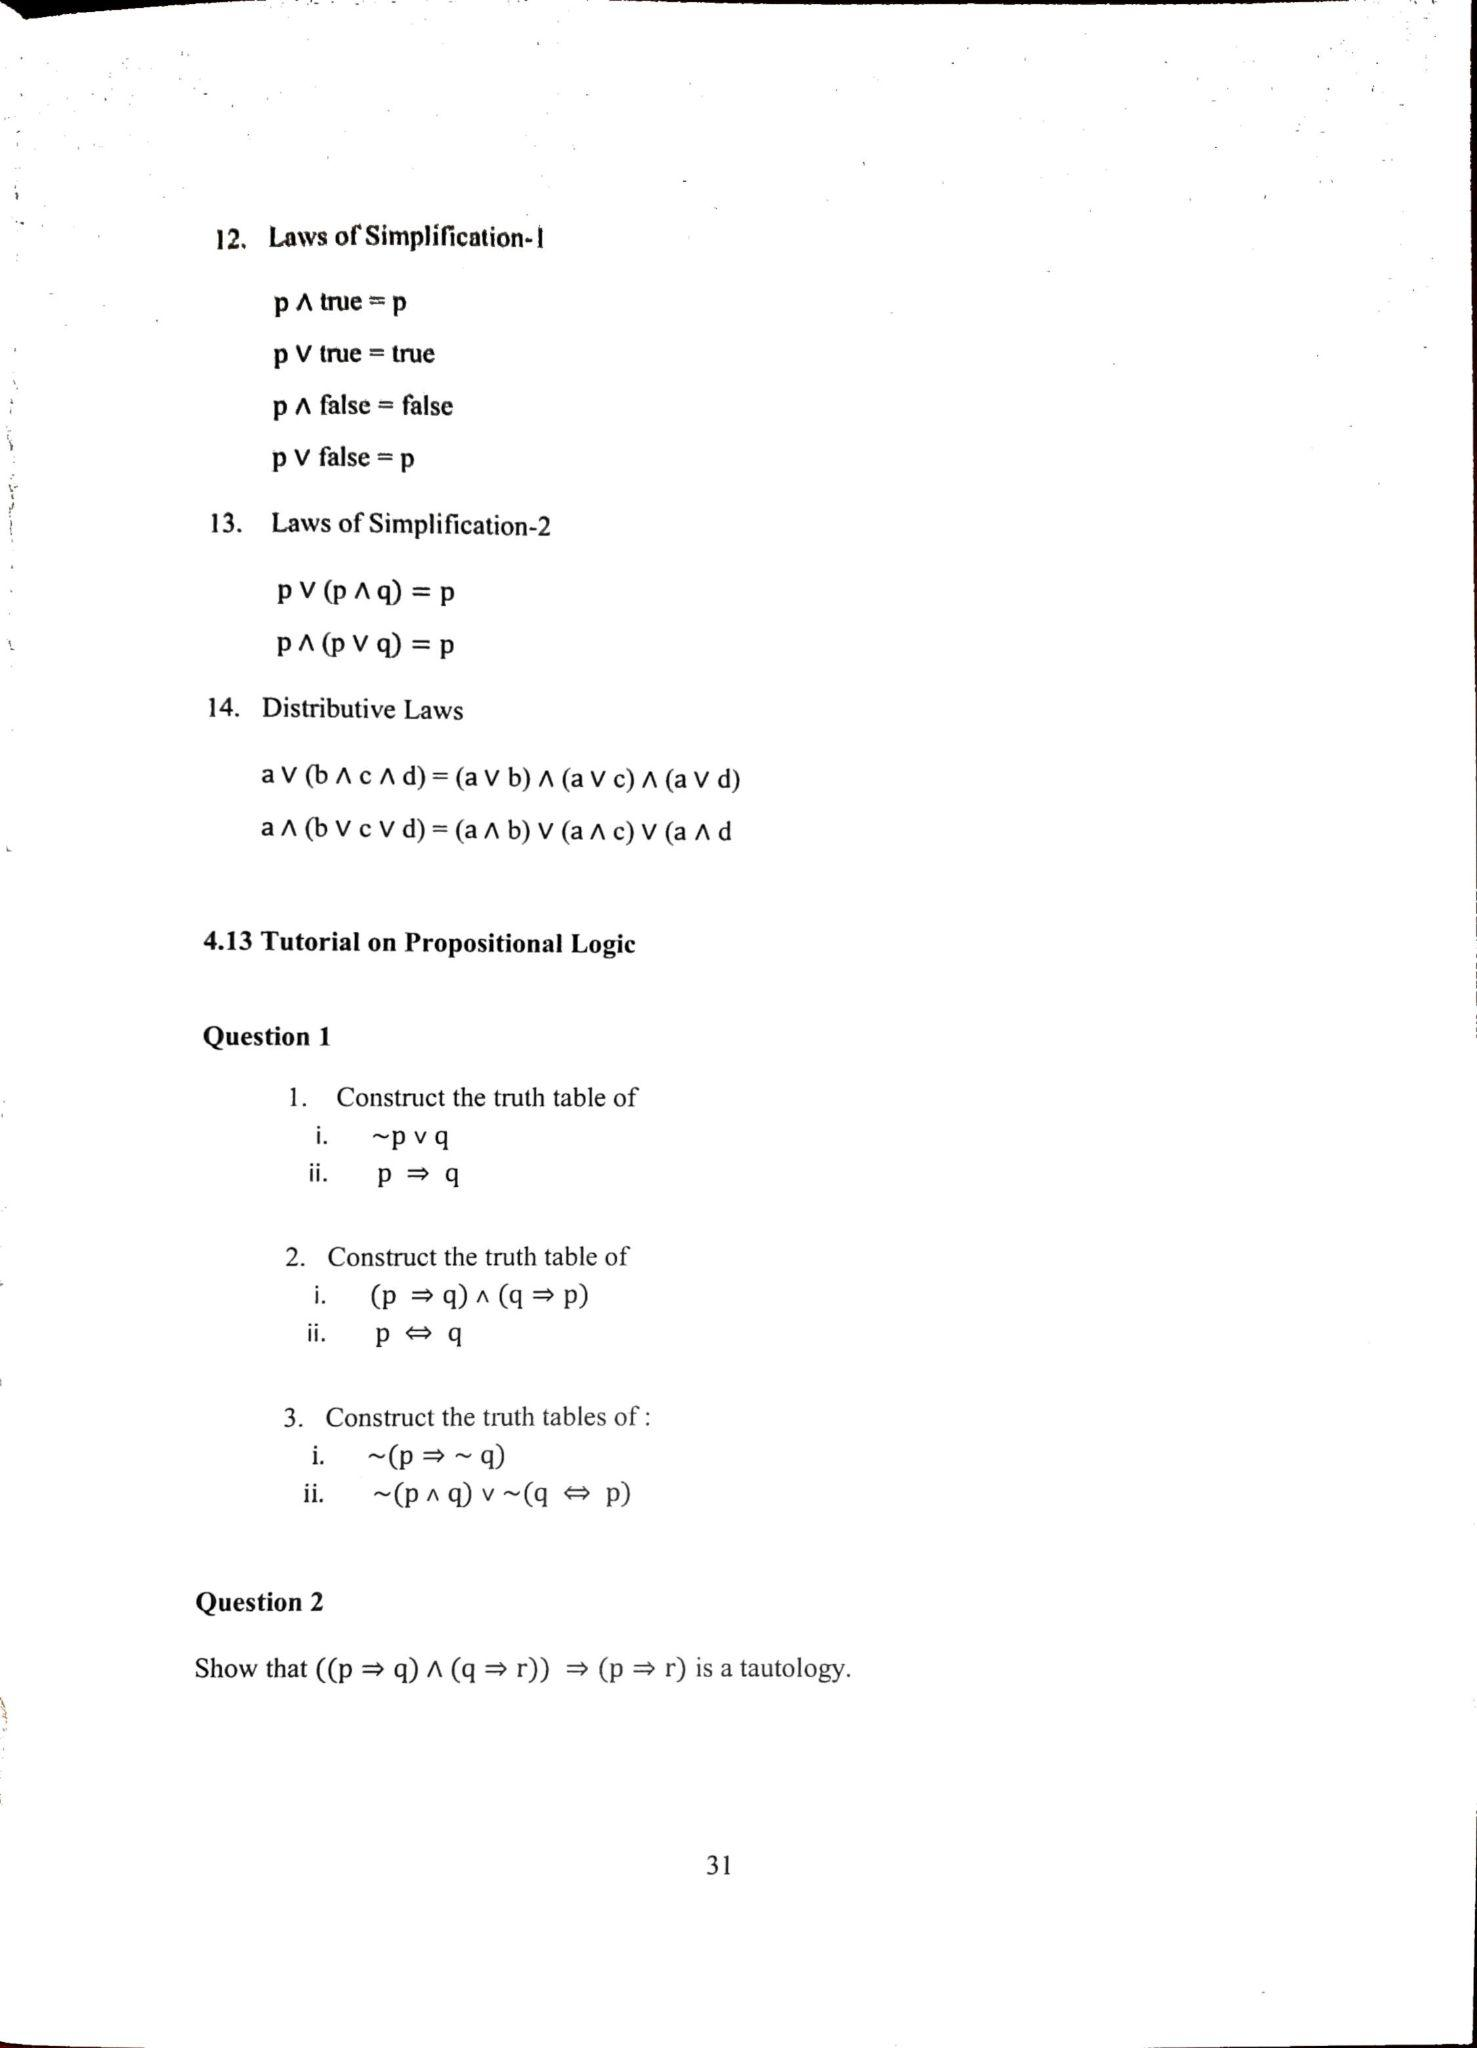 12. Laws of Simplification-1
p ∧ true = p
p ∨ true = true
p ∧ false = false
p ∨ false = p
13. Laws of Simplification-2
p ∨ (p ∧ q) = p
p ∧ (p ∨ q) = p
14. Distributive Laws
a ∨ (b ∧ c ∧ d) = (a ∨ b) ∧ (a ∨ c) ∧ (a ∨ d)
a ∧ (b ∨ c ∨ d) = (a ∧ b) ∨ (a ∧ c) ∨ (a ∧ d
4.13 Tutorial on Propositional Logic
Question 1
1. Construct the truth table of
i. ~p ∨ q
ii. p ⇒ q
2. Construct the truth table of
i. (p ⇒ q) ∧ (q ⇒ p)
ii. p ⇔ q
3. Construct the truth tables of :
i. ~(p ⇒ ~ q)
ii. ~(p ∧ q) ∨ ~(q ⇔ p)
Question 2
Show that ((p ⇒ q) ∧ (q ⇒ r)) ⇒ (p ⇒ r) is a tautology.
31